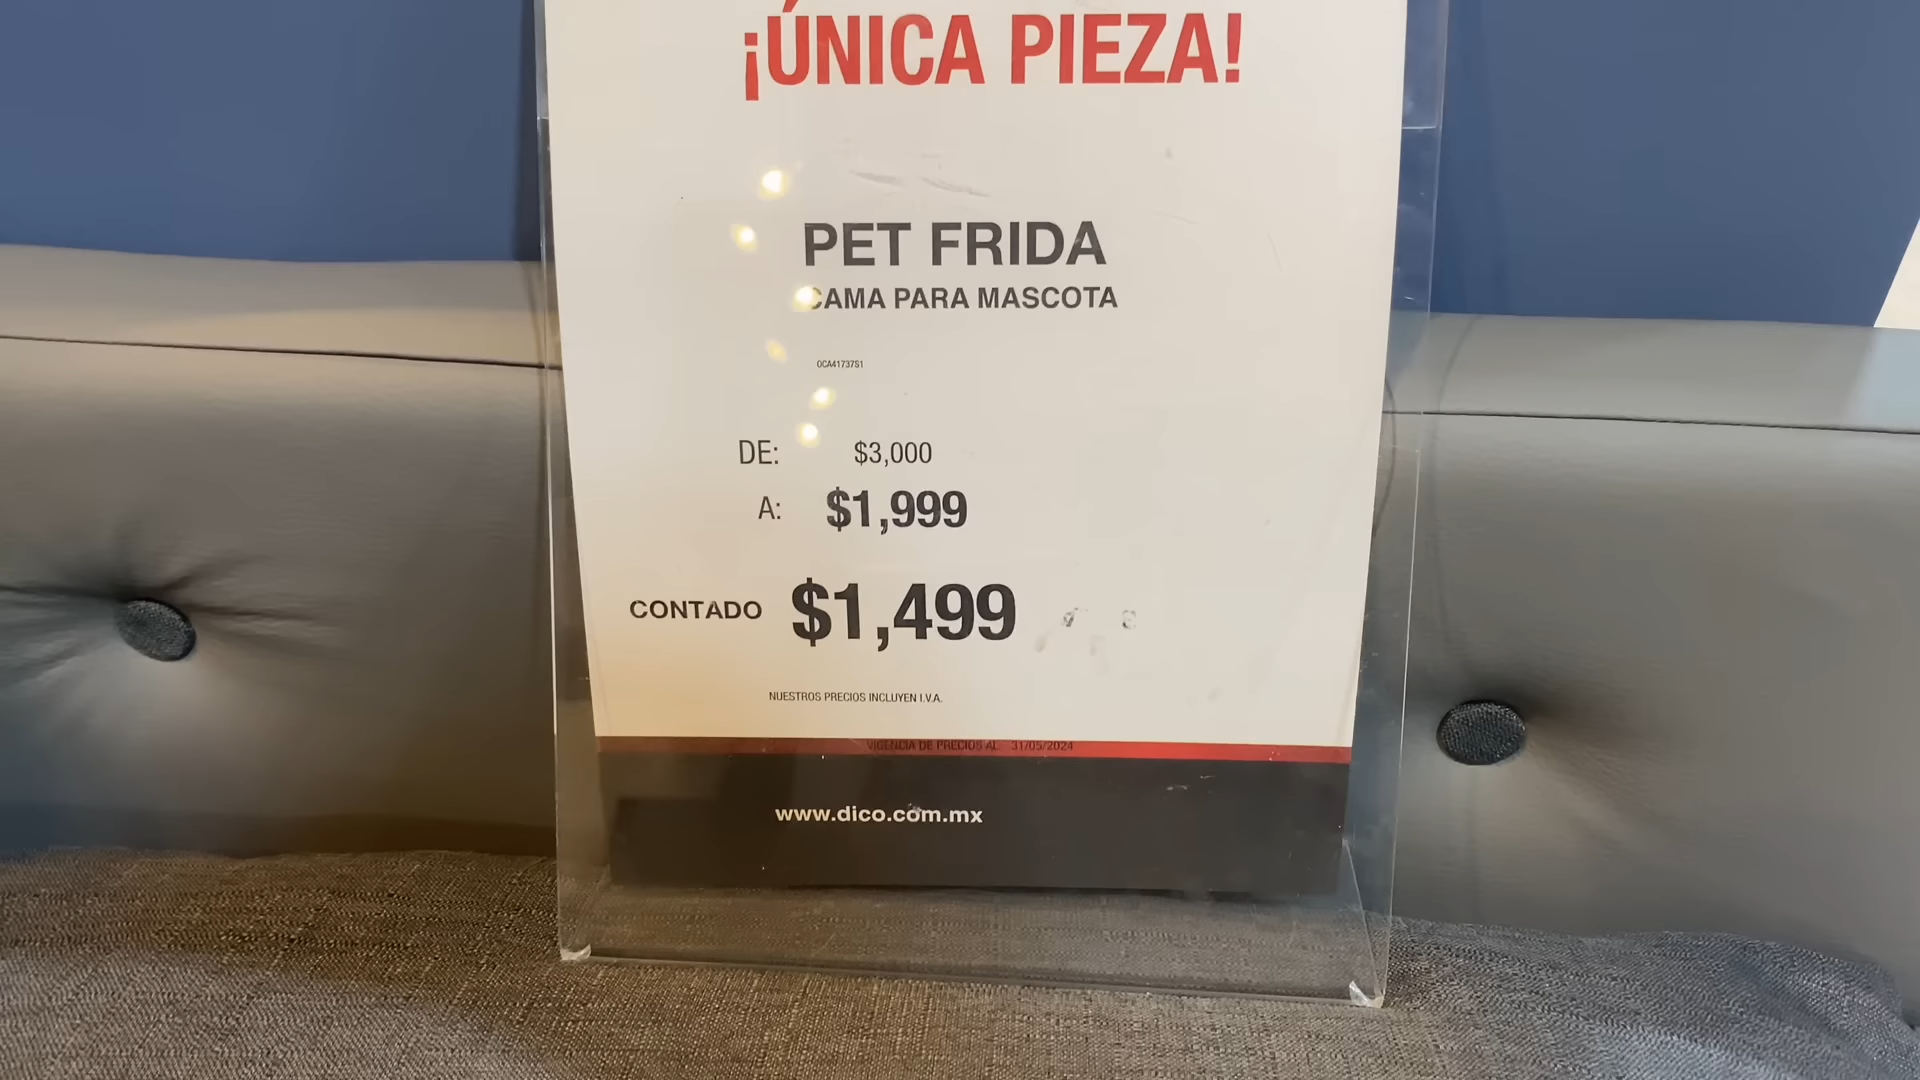 ¡ÚNICA PIEZA!
PET FRIDA
CAMA PARA MASCOTA
OCA41737S1
DE: $3,000
A: $1,999
CONTADO $1,499
NUESTROS PRECIOS INCLUYEN I.V.A.
VIGENCIA DE PRECIOS AL 31/05/2024
www.dico.com.mx